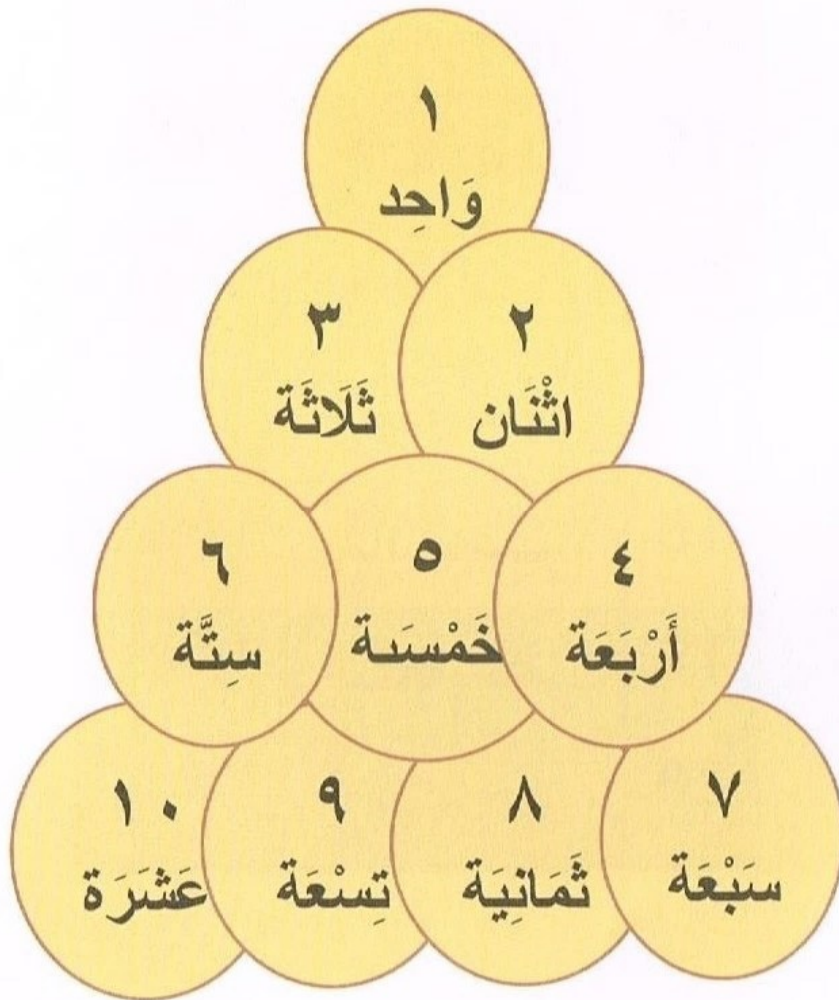 ١
وَاحِد
٢ ٣
اثْنَان ثَلَاثَة
٤ ٥ ٦
أَرْبَعَة خَمْسَة سِتَّة
٧ ٨ ٩ ١٠
سَبْعَة ثَمَانِيَة تِسْعَة عَشَرَة